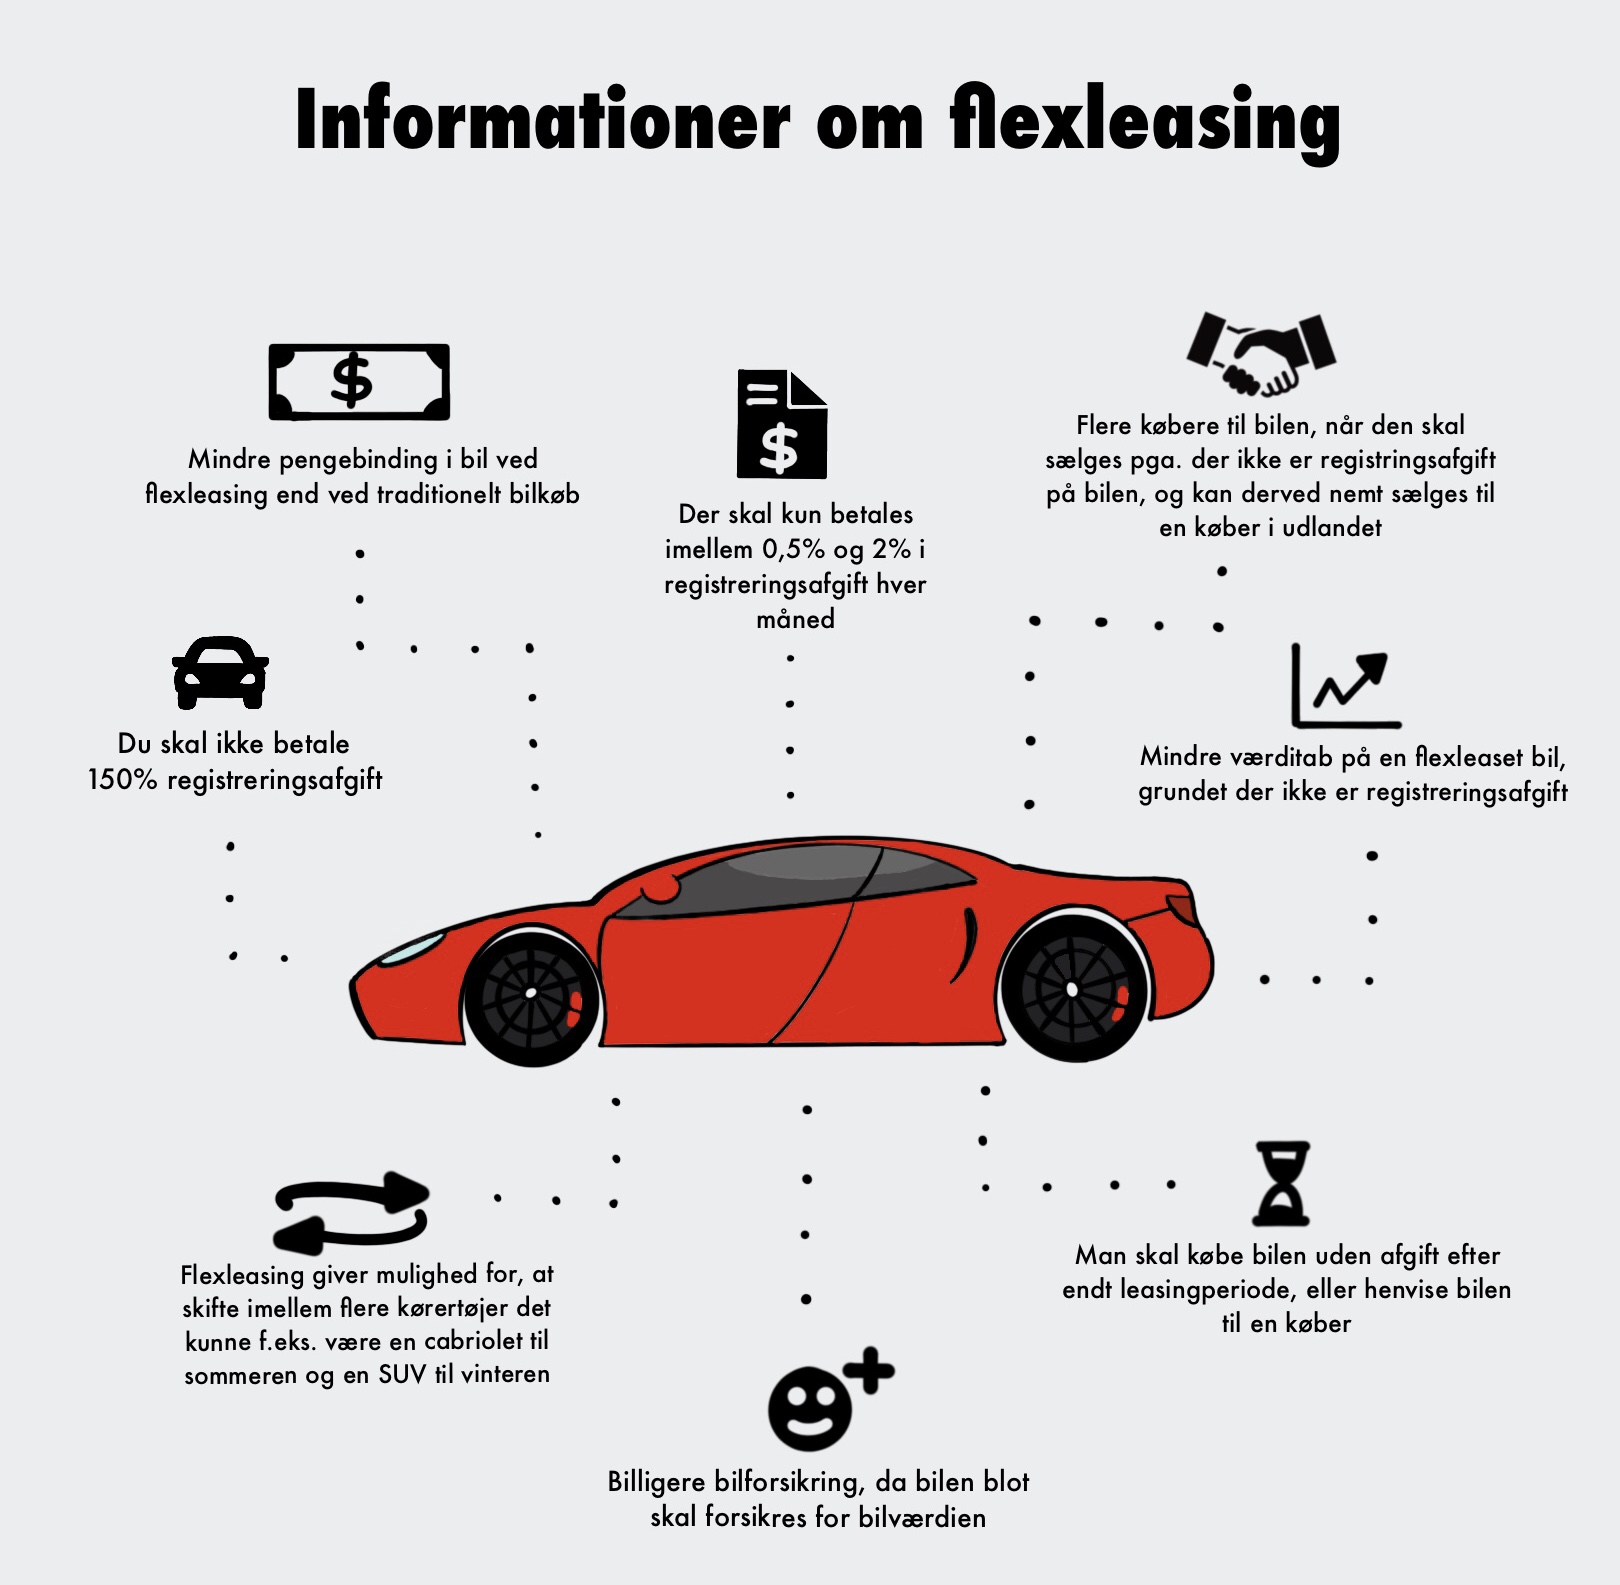 Informationer om flexleasing
Mindre pengebinding i bil ved
flexleasing end ved traditionelt bilkøb
Der skal kun betales
imellem 0,5% og 2% i
registreringsafgift hver
måned
Flere købere til bilen, når den skal
sælges pga. der ikke er registringsafgift
på bilen, og kan derved nemt sælges til
en køber i udlandet
Du skal ikke betale
150% registreringsafgift
Mindre værditab på en flexleaset bil,
grundet der ikke er registreringsafgift
Flexleasing giver mulighed for, at
skifte imellem flere kørertøjer det
kunne f.eks. være en cabriolet til
sommeren og en SUV til vinteren
Man skal købe bilen uden afgift efter
endt leasingperiode, eller henvise bilen
til en køber
Billigere bilforsikring, da bilen blot
skal forsikres for bilværdien